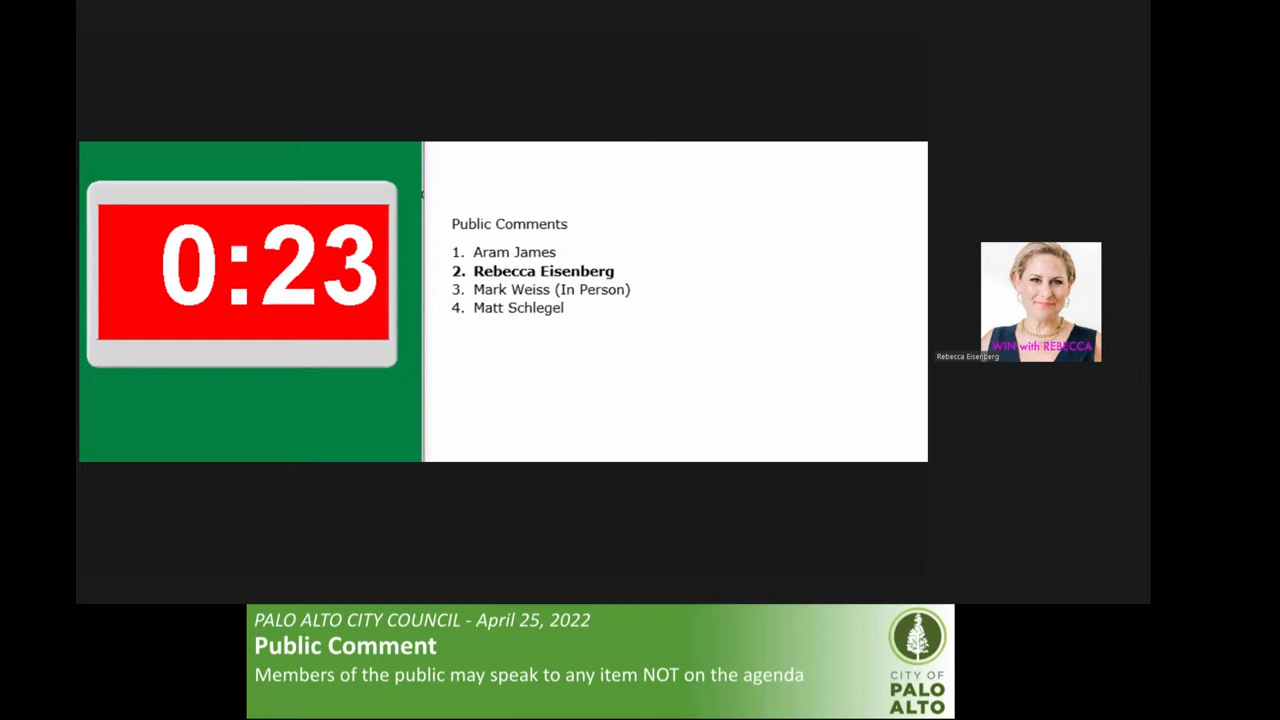 0:23
Public Comments
1. Aram James
2. Rebecca Eisenberg
3. Mark Weiss (In Person)
4. Matt Schlegel
WIN with REBECCA
Rebecca Eisenberg
PALO ALTO CITY COUNCIL - April 25, 2022
Public Comment
Members of the public may speak to any item NOT on the agenda
CITY OF
PALO
ALTO